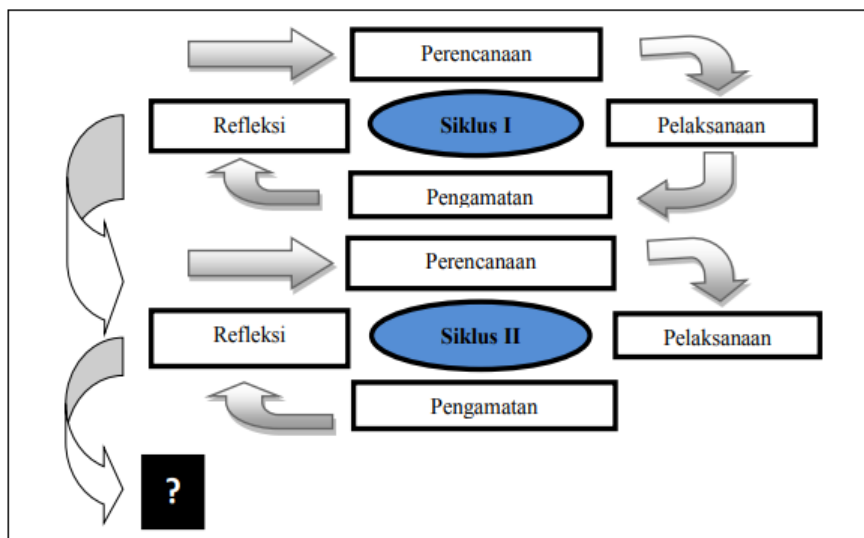 Perencanaan
Refleksi
Siklus I
Pelaksanaan
Pengamatan
Perencanaan
Refleksi
Siklus II
Pelaksanaan
Pengamatan
?